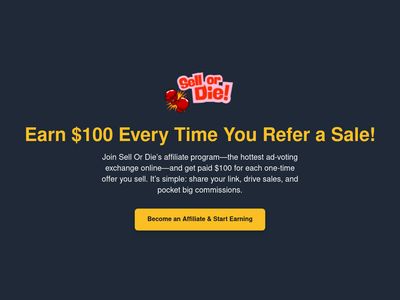 Sell or
Die!
Earn $100 Every Time You Refer a Sale!
Join Sell Or Die's affiliate program—the hottest ad-voting
exchange online—and get paid $100 for each one-time
offer you sell. It's simple: share your link, drive sales, and
pocket big commissions.
Become an Affiliate & Start Earning